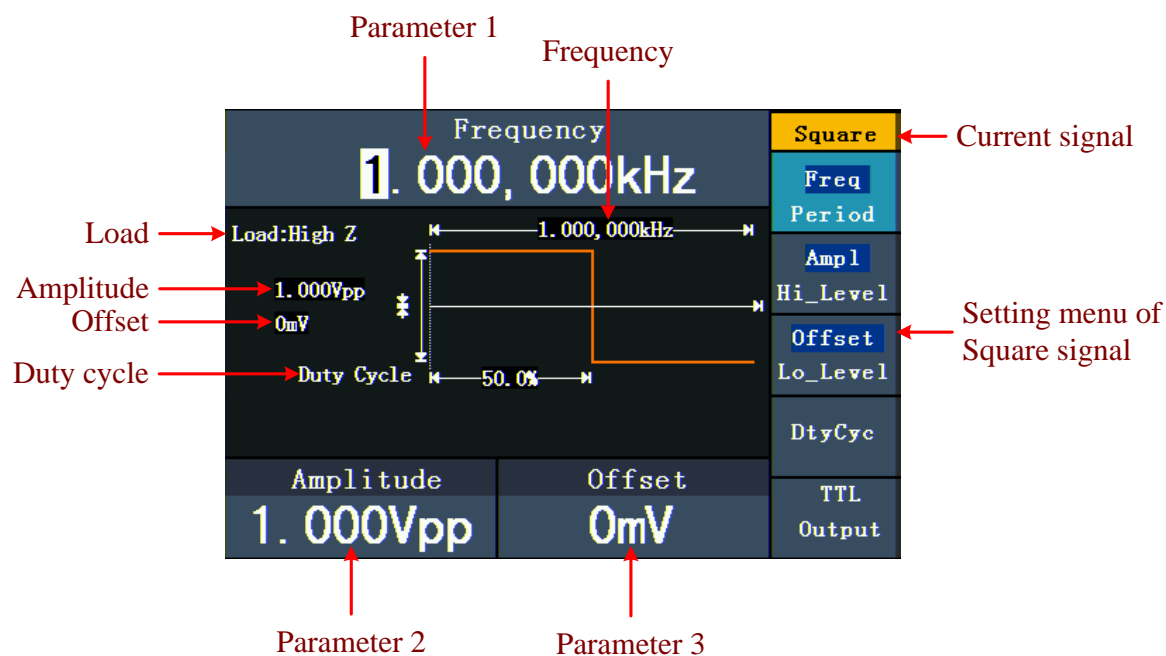 Parameter 1
Frequency
Frequency
1.000,000kHz
Square
Current signal
Freq
Period
Load
Load:High Z
1.000,000kHz
Ampl
Hi_Level
Amplitude
1.000Vpp
Offset
0mV
Setting menu of
Square signal
Offset
Lo_Level
Duty cycle
Duty Cycle
50.0%
DtyCyc
Amplitude
1.000Vpp
Offset
0mV
TTL
Output
Parameter 2
Parameter 3